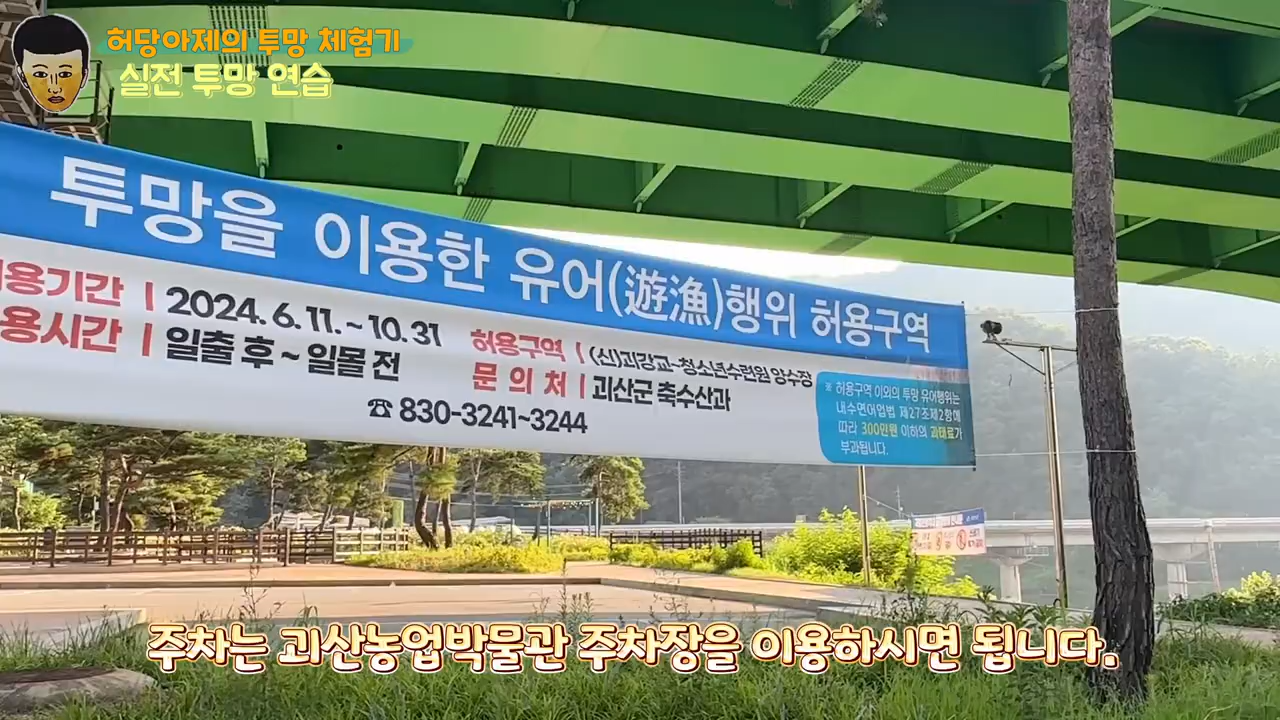 허당아제의 투망 체험기
실전 투망 연습
투망을 이용한 유어(遊漁)행위 허용구역
허용기간 | 2024. 6. 11. ~ 10. 31
허용시간 | 일출 후 ~ 일몰 전
허용구역 | (신)괴강교~청소년수련원 앙수장
문 의 처 | 괴산군 축수산과
☎ 830-3241~3244
※ 허용구역 이외의 투망 유어행위는
내수면어업법 제27조제2항에
따라 300만원 이하의 과태료가
부과됩니다.
주차는 괴산농업박물관 주차장을 이용하시면 됩니다.